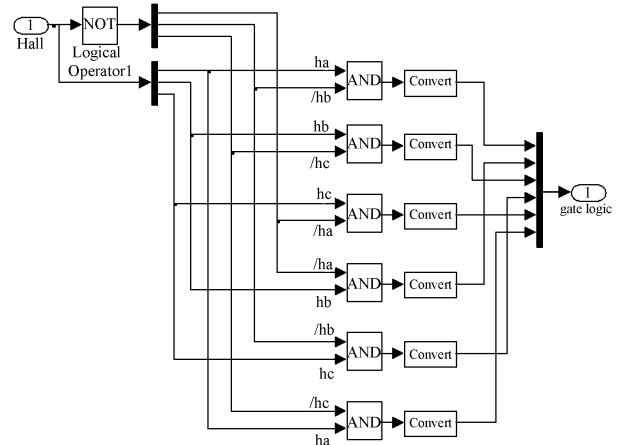 1
Hall
NOT
Logical
Operator1
ha
/hb
AND
Convert
hb
/hc
AND
Convert
hc
/ha
AND
Convert
/ha
hb
AND
Convert
/hb
hc
AND
Convert
/hc
ha
AND
Convert
1
gate logic